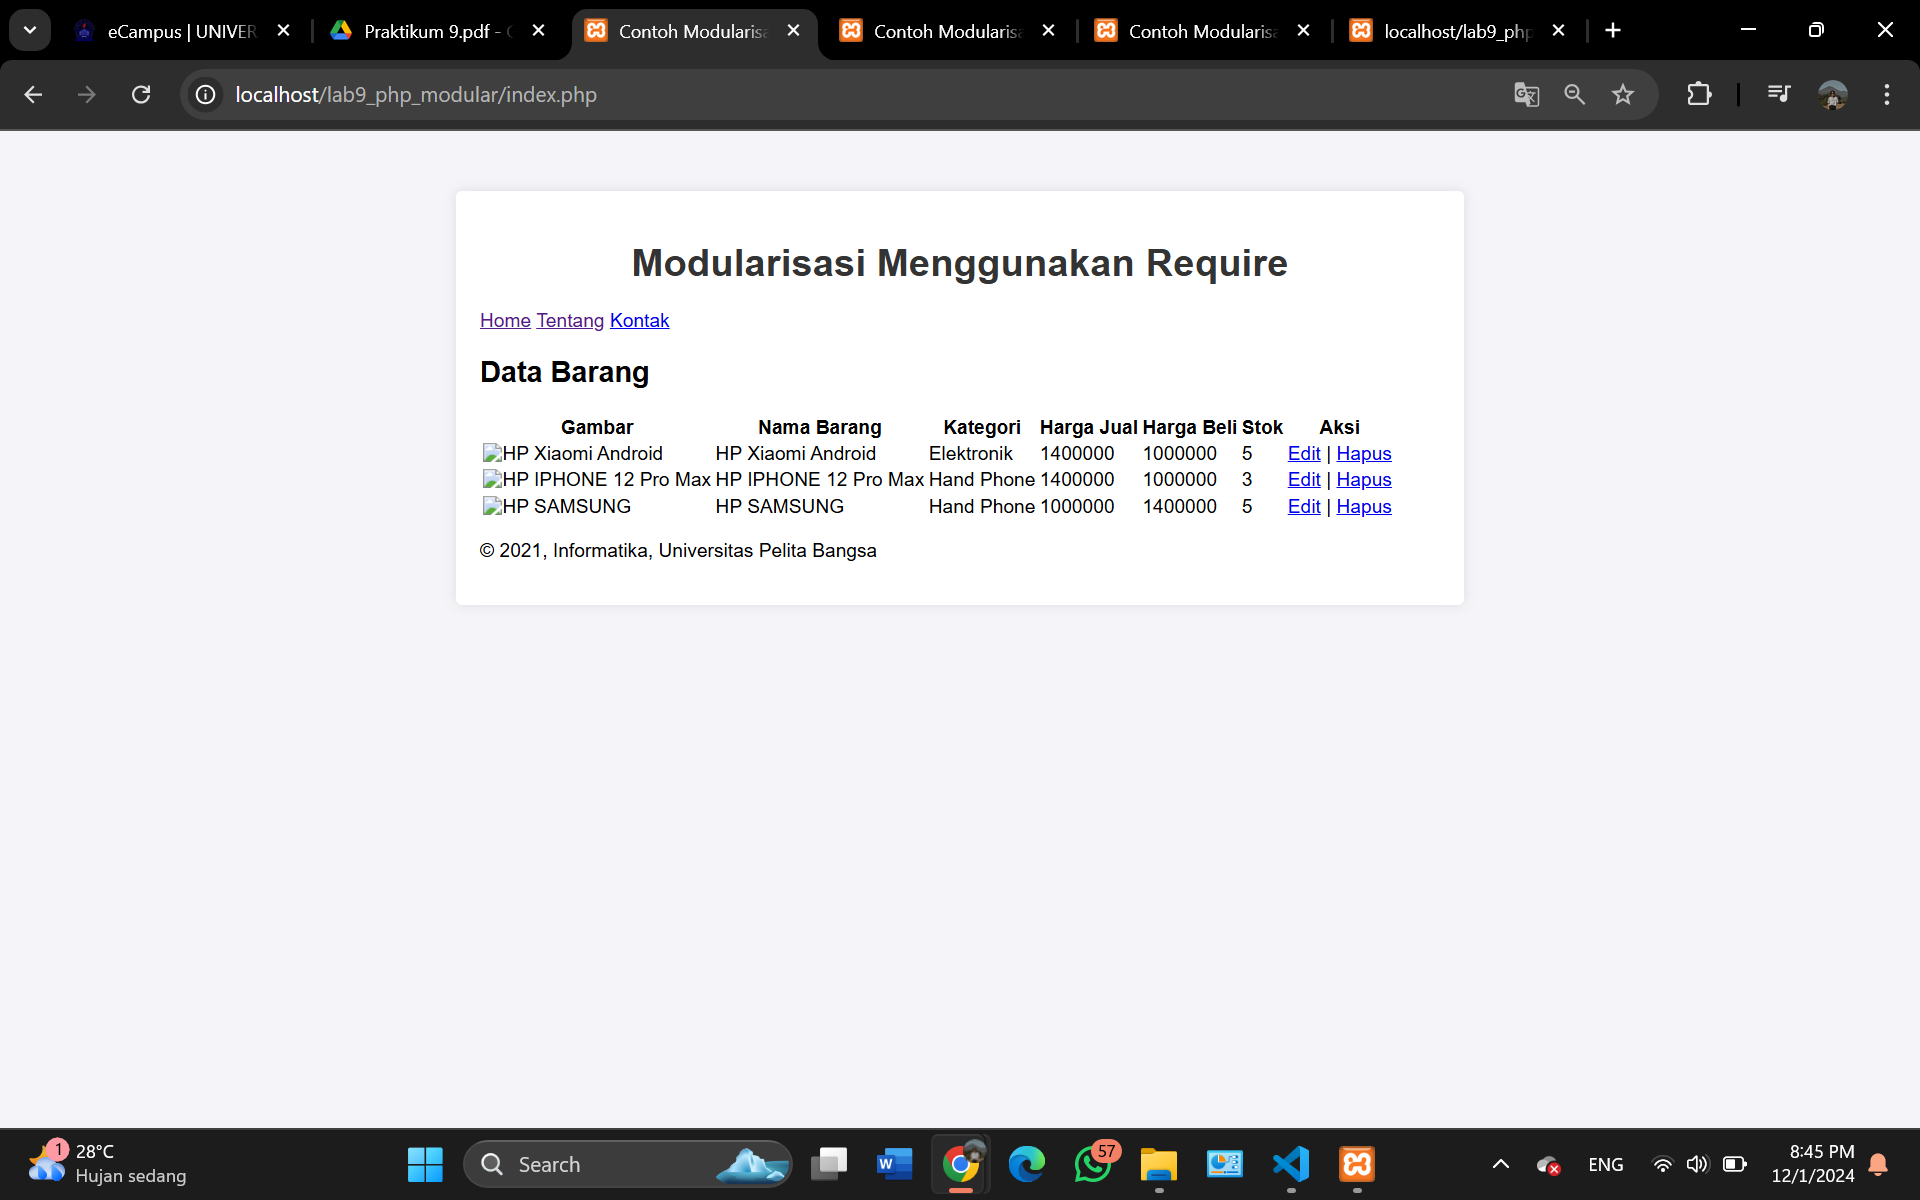 eCampus | UNIVER
Praktikum 9.pdf -
Contoh Modularisa
Contoh Modularisa
Contoh Modularisa
localhost/lab9_php
localhost/lab9_php_modular/index.php
Modularisasi Menggunakan Require
Home Tentang Kontak
Data Barang
Gambar Nama Barang Kategori Harga Jual Harga Beli Stok Aksi
HP Xiaomi Android HP Xiaomi Android Elektronik 1400000 1000000 5 Edit | Hapus
HP IPHONE 12 Pro Max HP IPHONE 12 Pro Max Hand Phone 1400000 1000000 3 Edit | Hapus
HP SAMSUNG HP SAMSUNG Hand Phone 1000000 1400000 5 Edit | Hapus
© 2021, Informatika, Universitas Pelita Bangsa
1
28°C
Hujan sedang
Search
57
ENG
8:45 PM
12/1/2024